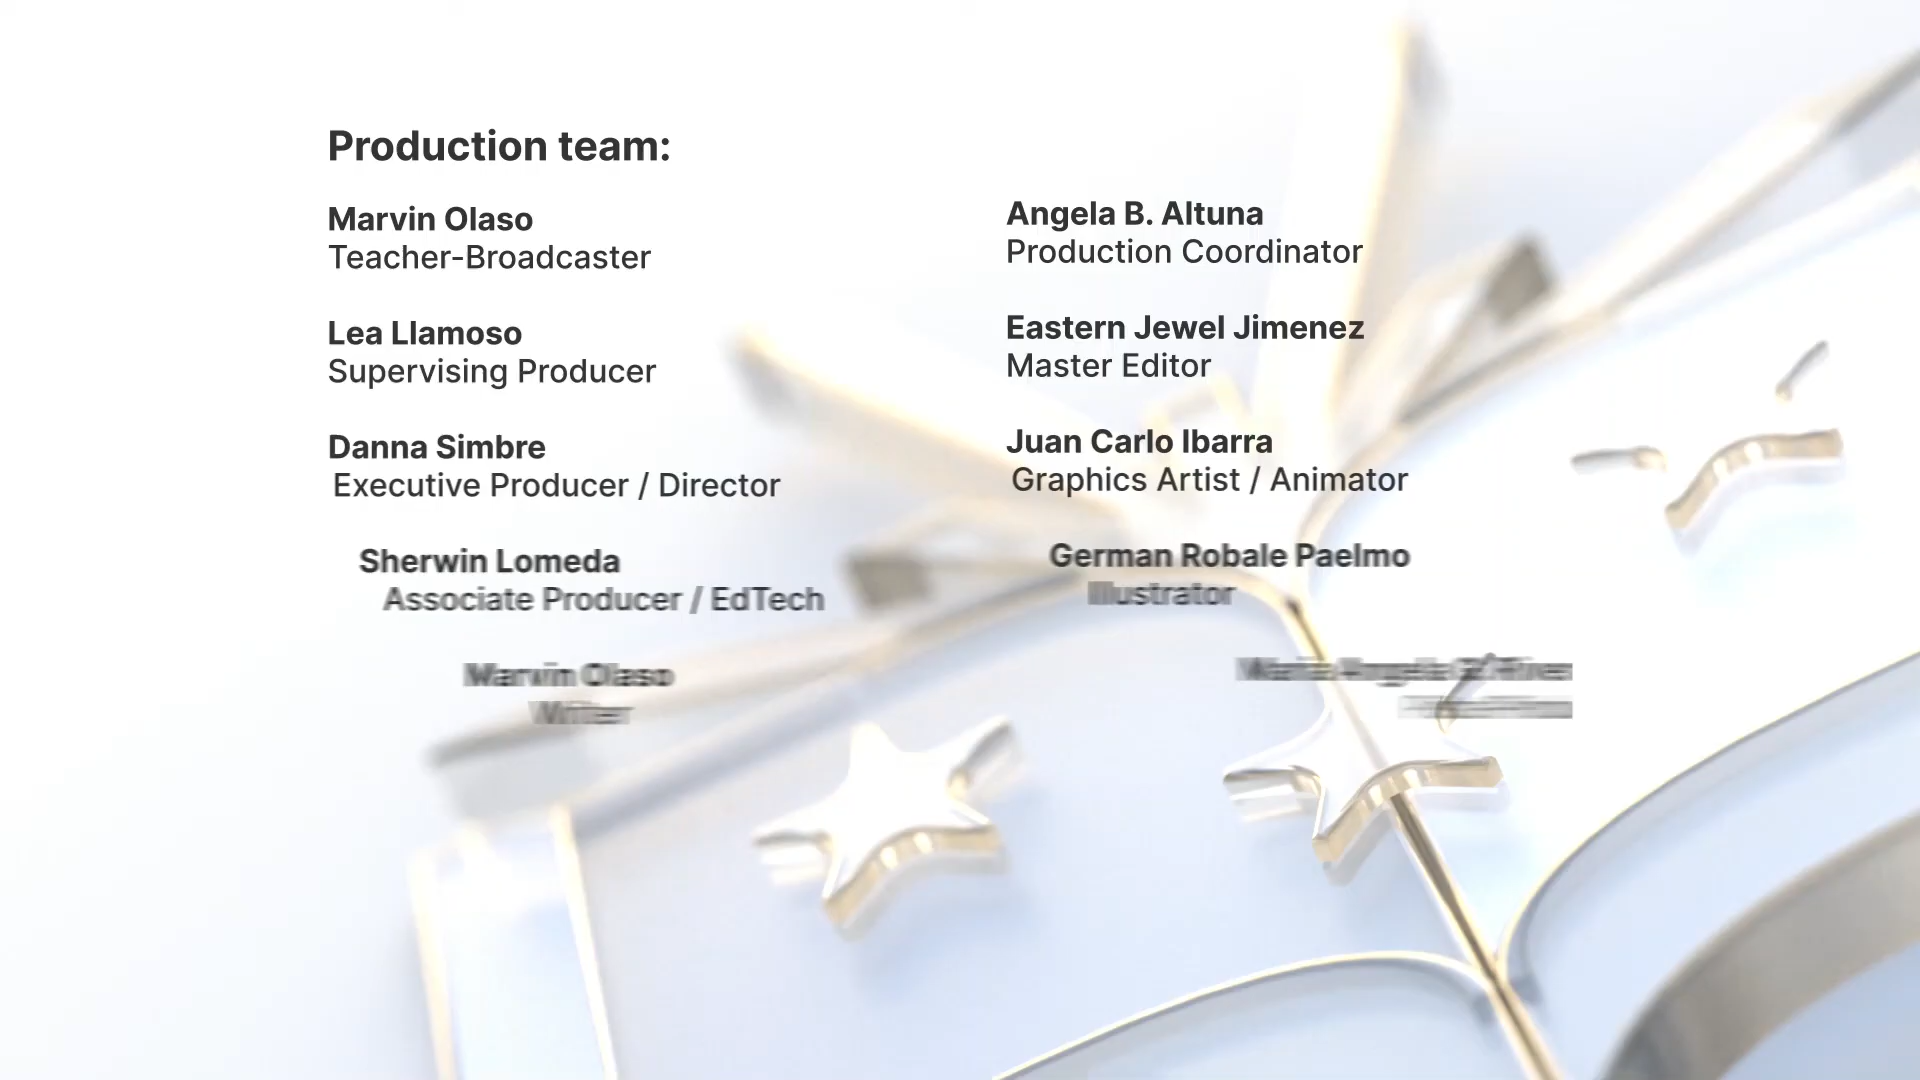 Production team:
Marvin Olaso
Teacher-Broadcaster
Lea Llamoso
Supervising Producer
Danna Simbre
Executive Producer / Director
Sherwin Lomeda
Associate Producer / EdTech
Marvin Olaso
Writer
Angela B. Altuna
Production Coordinator
Eastern Jewel Jimenez
Master Editor
Juan Carlo Ibarra
Graphics Artist / Animator
German Robale Paelmo
Illustrator
Angela